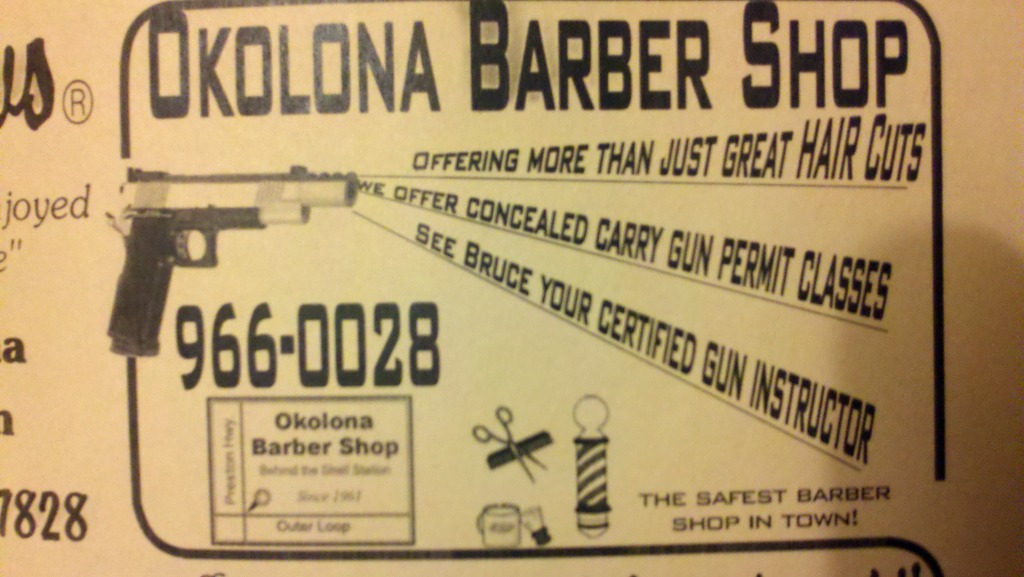 us®
OKOLONA BARBER SHOP
OFFERING MORE THAN JUST GREAT HAIR CUTS
WE OFFER CONCEALED CARRY GUN PERMIT CLASSES
SEE BRUCE YOUR CERTIFIED GUN INSTRUCTOR
joyed
e"
a
966-0028
n
7828
Preston Hwy
Okolona
Barber Shop
Behind the Shell Station
Since 1961
Outer Loop
THE SAFEST BARBER
SHOP IN TOWN!